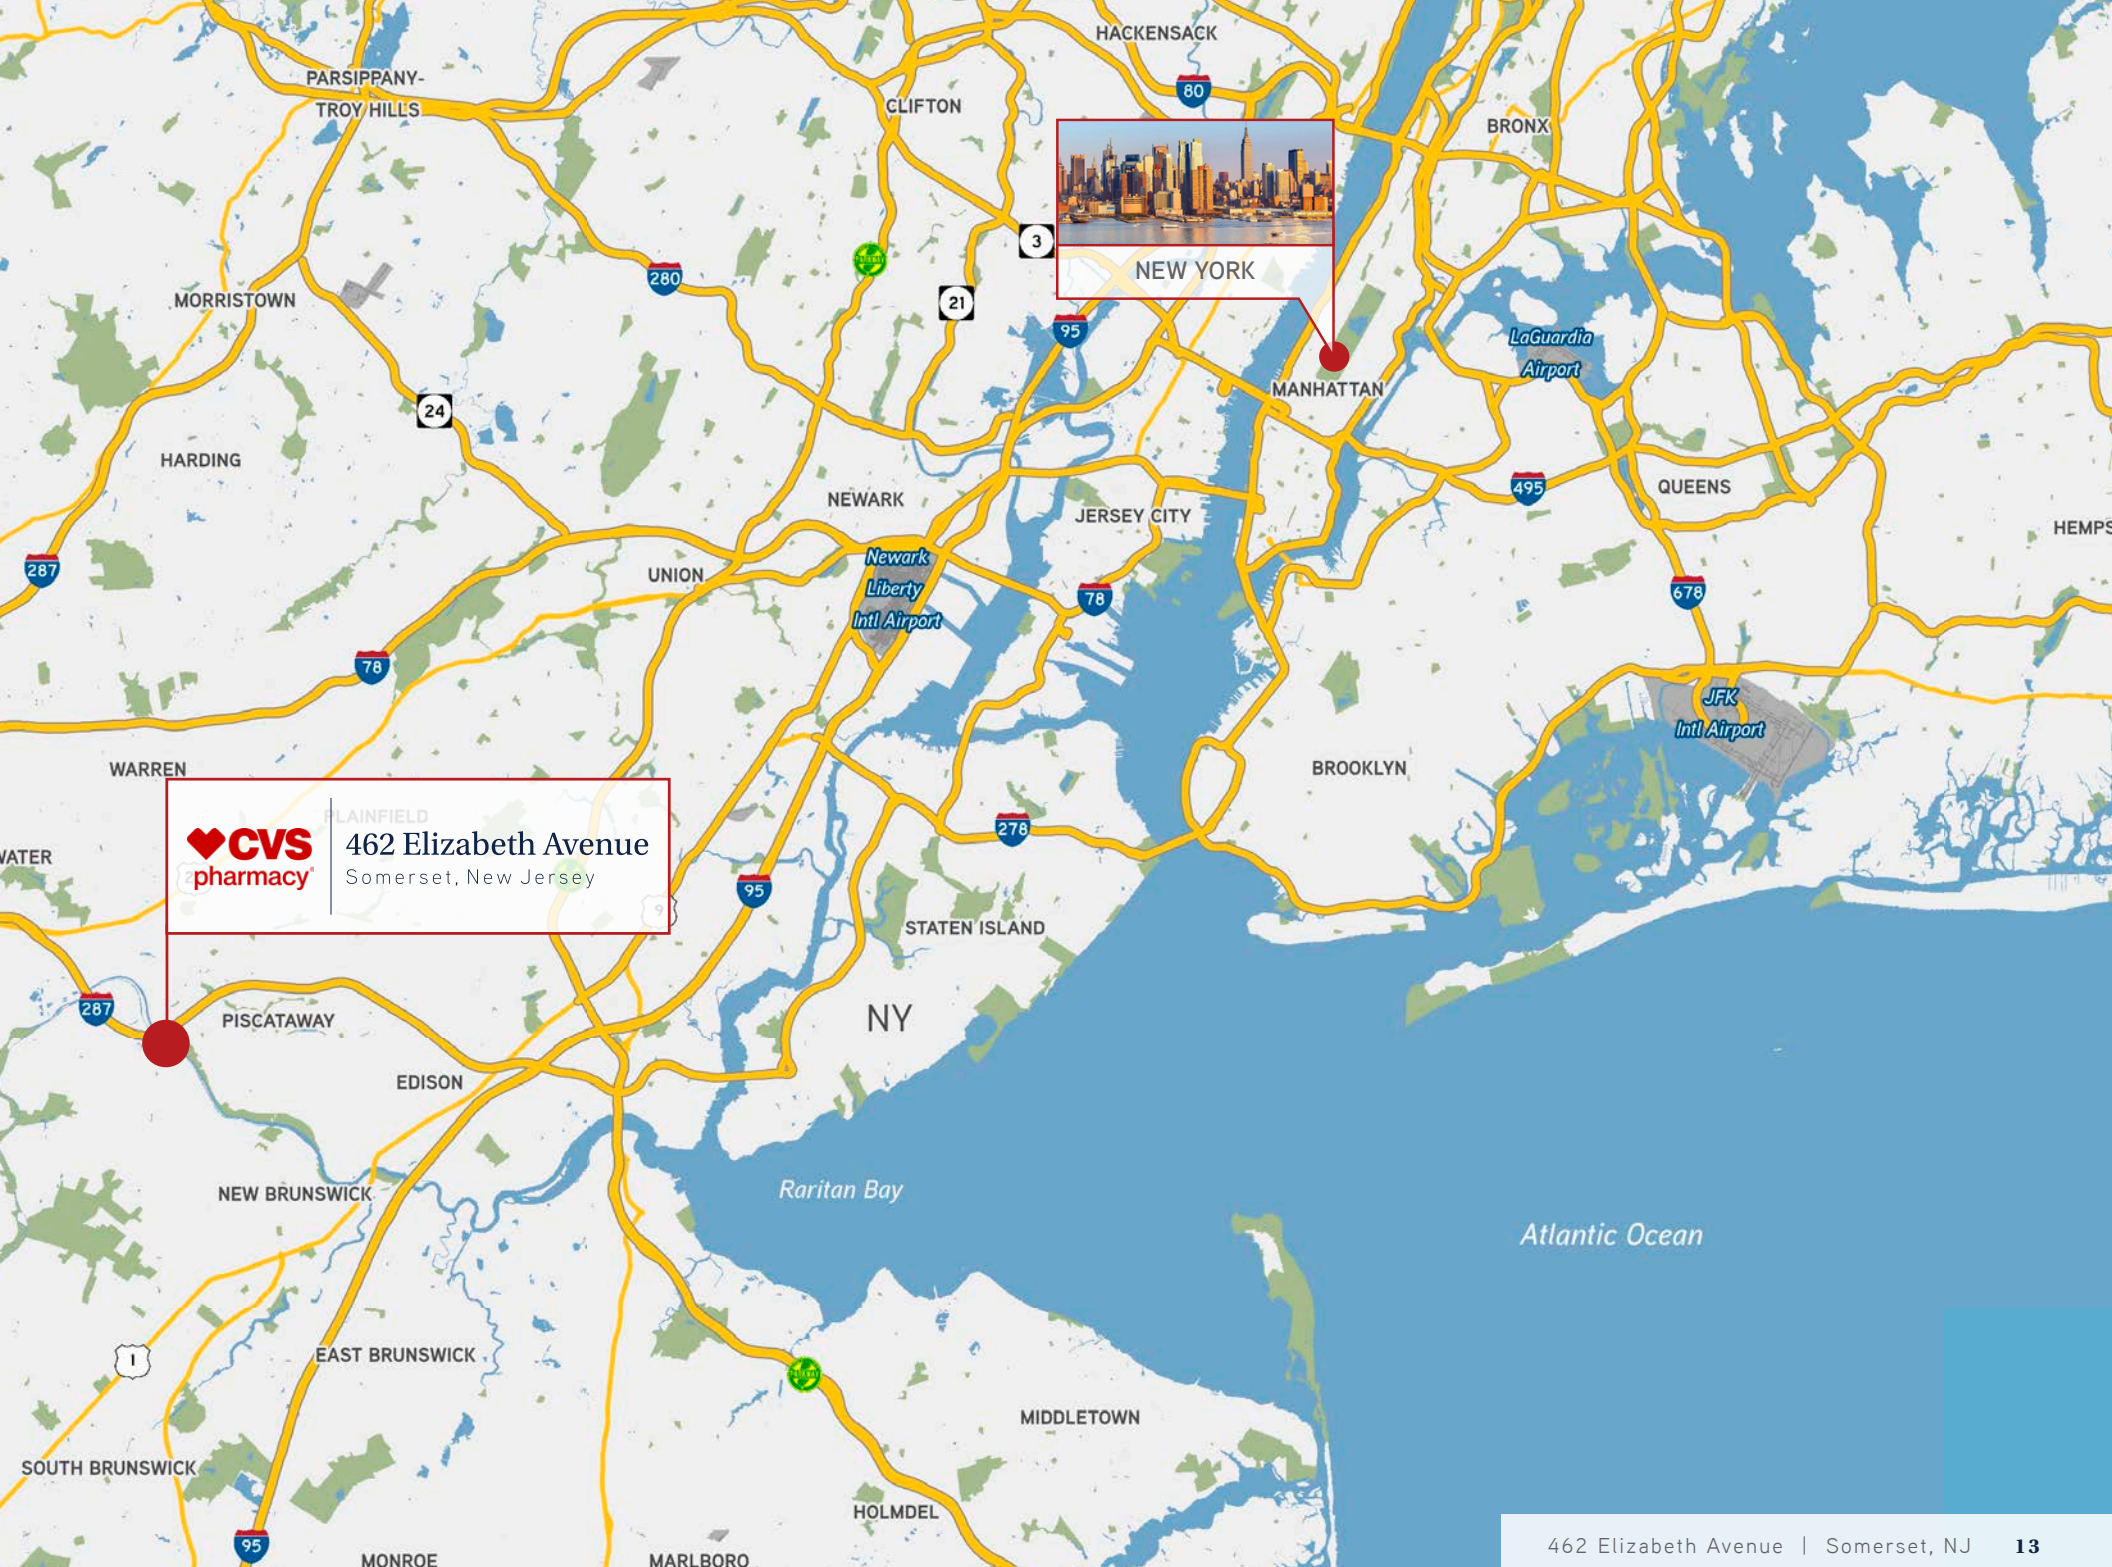 HACKENSACK
PARSIPPANY-
TROY HILLS
80
CLIFTON
BRONX
3
280
NEW YORK
21
MORRISTOWN
95
LaGuardia
Airport
MANHATTAN
24
HARDING
495
QUEENS
NEWARK
JERSEY CITY
HEMPS
Newark
Liberty
Intl Airport
287
UNION
78
678
78
JFK
Intl Airport
WARREN
BROOKLYN
PLAINFIELD
278
CVS
pharmacy
462 Elizabeth Avenue
Somerset, New Jersey
WATER
2
95
9
STATEN ISLAND
287
PISCATAWAY
NY
EDISON
Raritan Bay
NEW BRUNSWICK
Atlantic Ocean
1
EAST BRUNSWICK
MIDDLETOWN
SOUTH BRUNSWICK
HOLMDEL
95
MONROE
MARLBORO
462 Elizabeth Avenue | Somerset, NJ 13